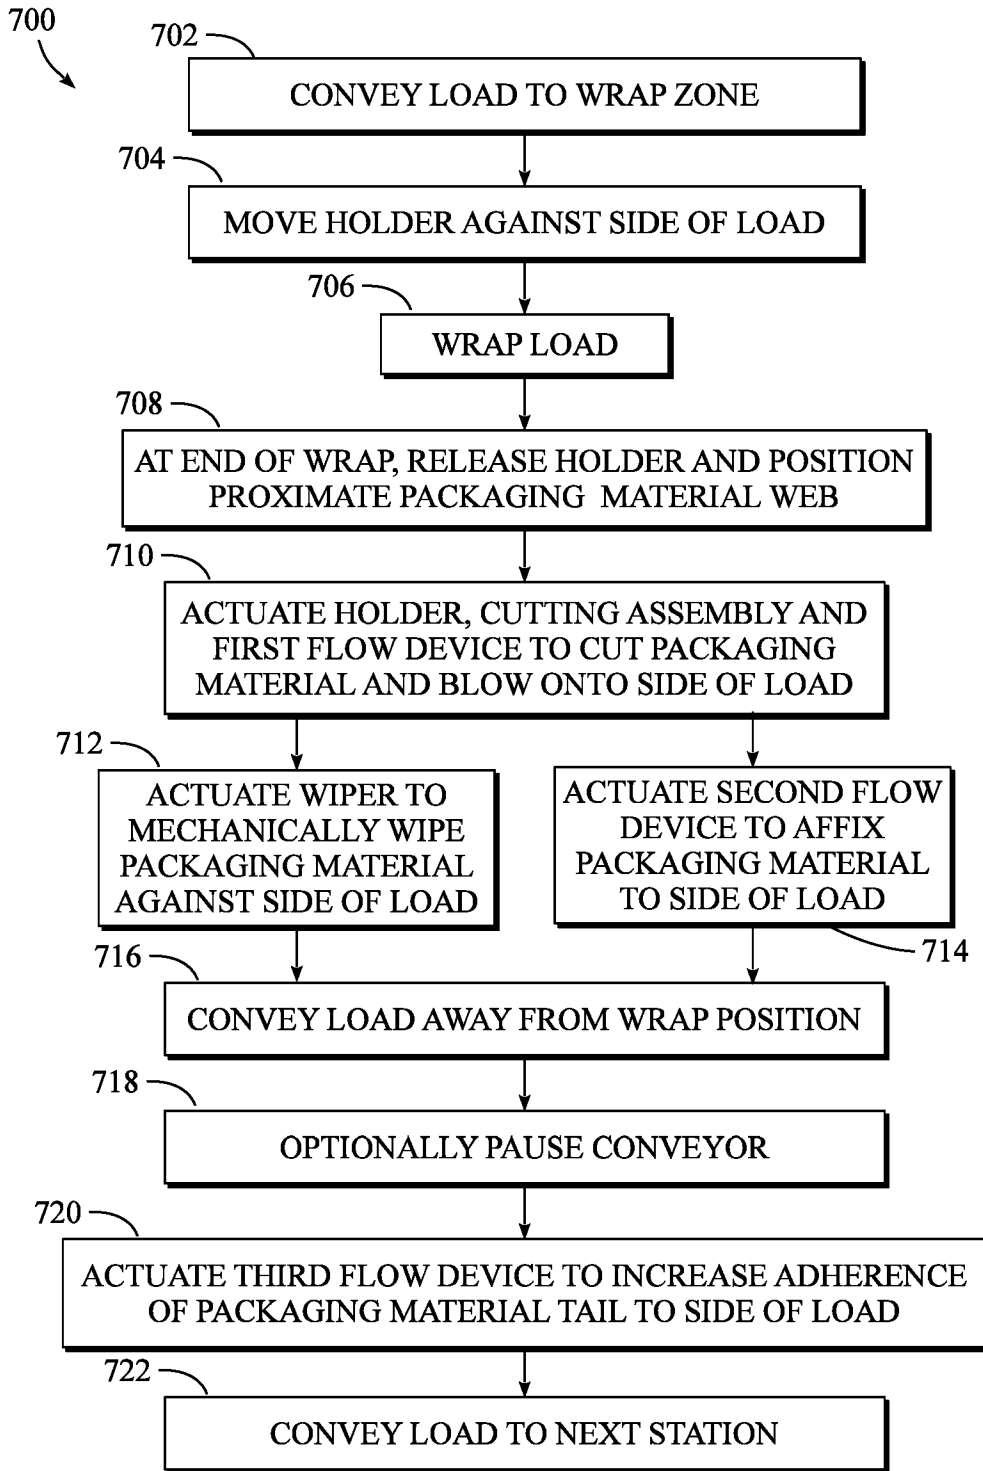 700
702
CONVEY LOAD TO WRAP ZONE
704
MOVE HOLDER AGAINST SIDE OF LOAD
706
WRAP LOAD
708
AT END OF WRAP, RELEASE HOLDER AND POSITION
PROXIMATE PACKAGING MATERIAL WEB
710
ACTUATE HOLDER, CUTTING ASSEMBLY AND
FIRST FLOW DEVICE TO CUT PACKAGING
MATERIAL AND BLOW ONTO SIDE OF LOAD
712
ACTUATE WIPER TO
MECHANICALLY WIPE
PACKAGING MATERIAL
AGAINST SIDE OF LOAD
ACTUATE SECOND FLOW
DEVICE TO AFFIX
PACKAGING MATERIAL
TO SIDE OF LOAD
714
716
CONVEY LOAD AWAY FROM WRAP POSITION
718
OPTIONALLY PAUSE CONVEYOR
720
ACTUATE THIRD FLOW DEVICE TO INCREASE ADHERENCE
OF PACKAGING MATERIAL TAIL TO SIDE OF LOAD
722
CONVEY LOAD TO NEXT STATION